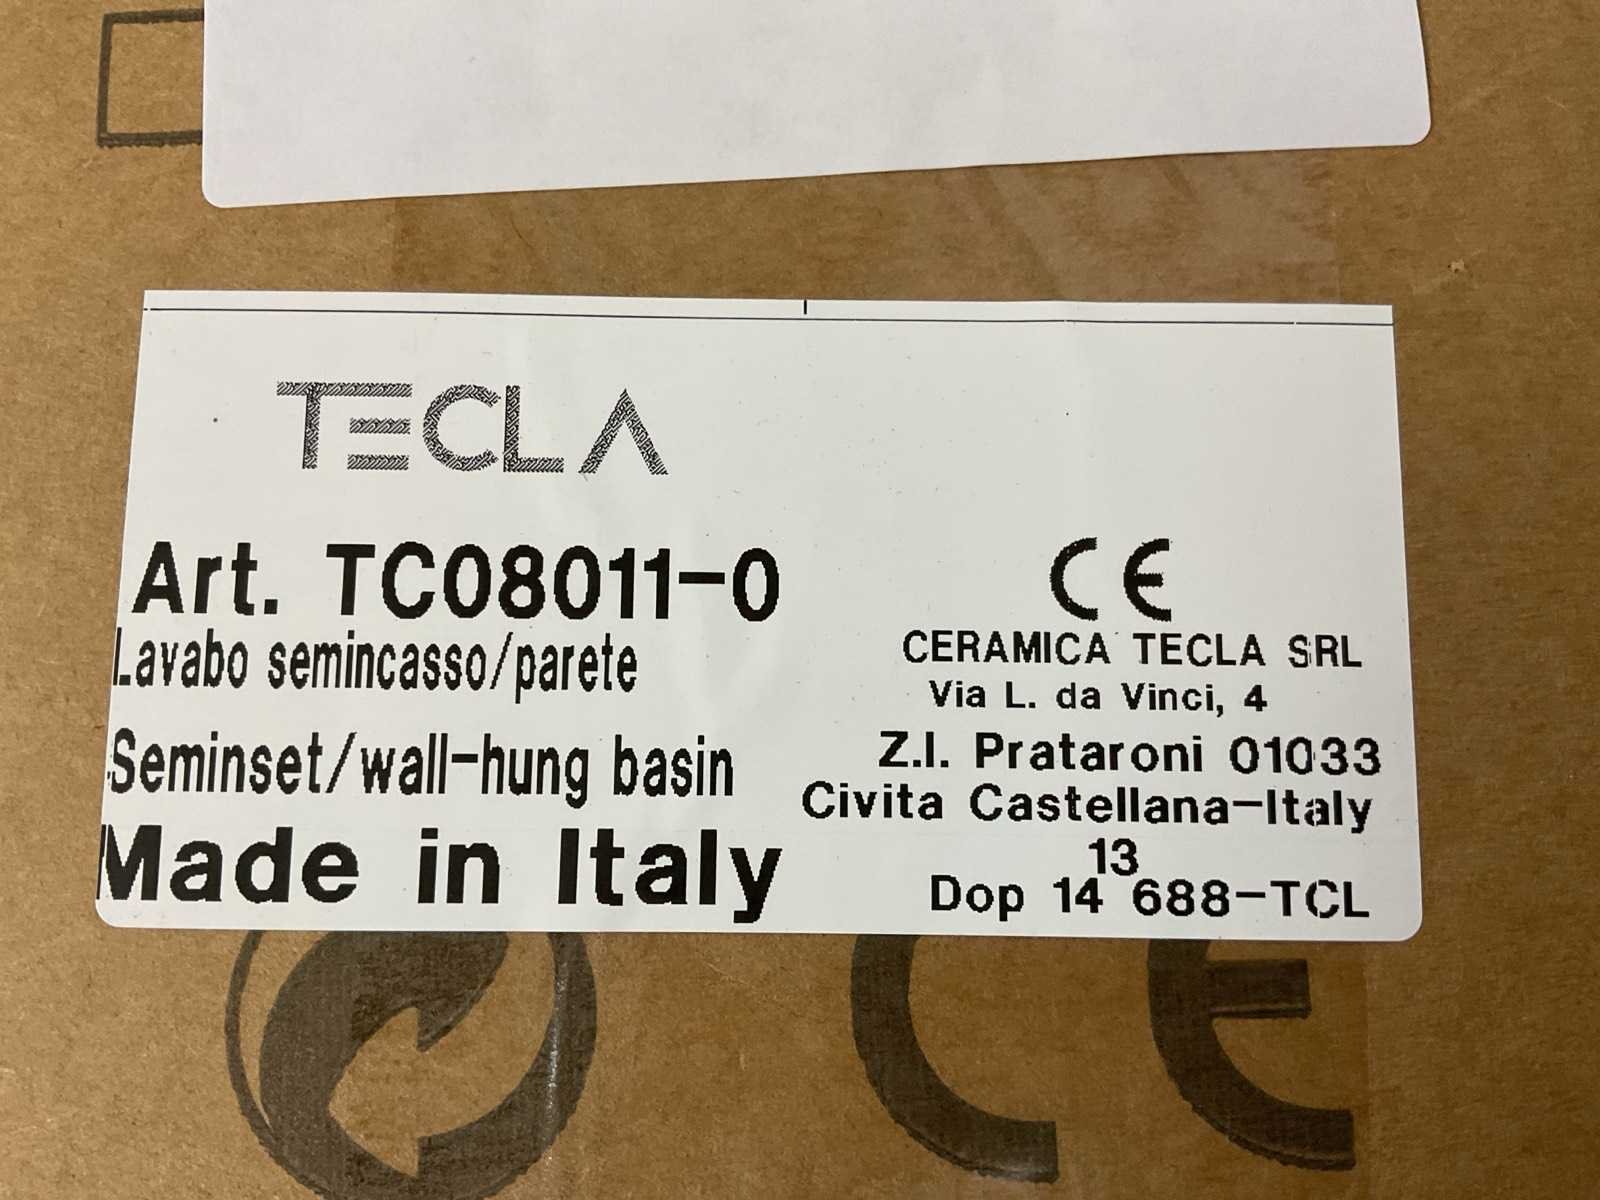 TECLA
Art. TC08011-0
Lavabo semincasso/parete
Seminset/wall-hung basin
Made in Italy
CE
CERAMICA TECLA SRL
Via L. da Vinci, 4
Z.I. Prataroni 01033
Civita Castellana-Italy
13
Dop 14 688-TCL
CE